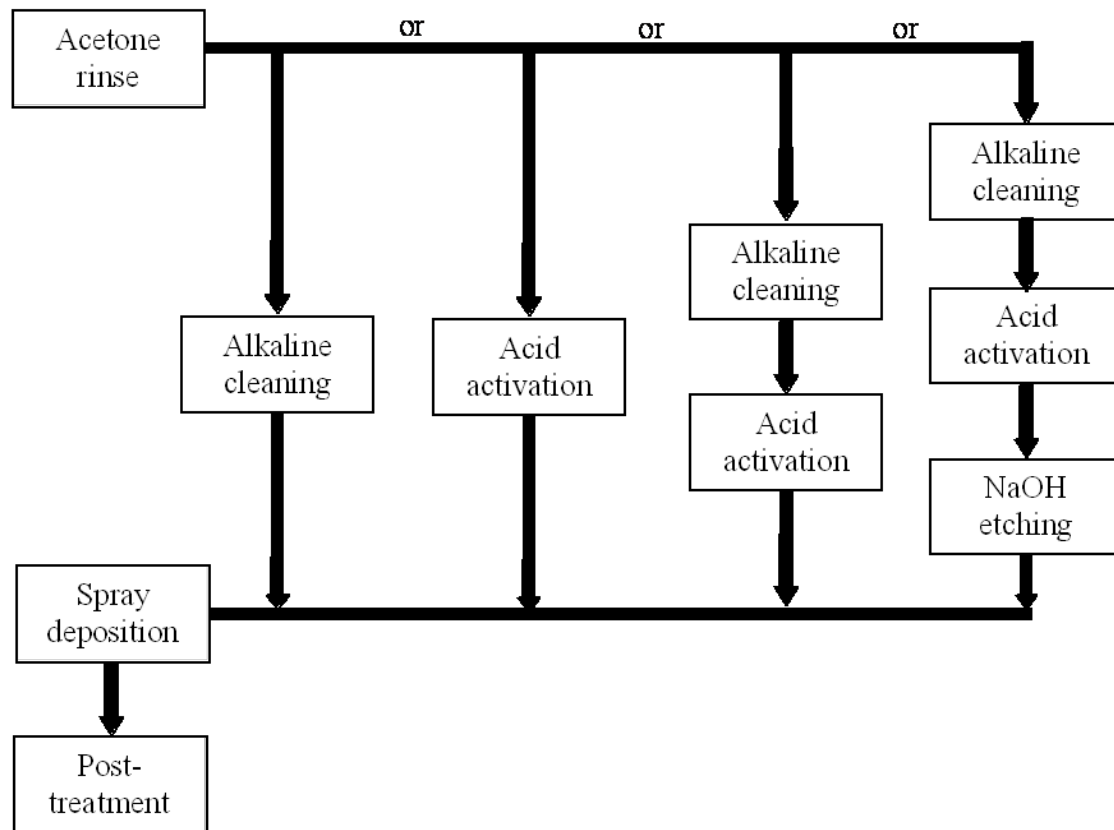 Acetone
rinse
or
or
or
Alkaline
cleaning
Acid
activation
Alkaline
cleaning
Acid
activation
Alkaline
cleaning
Acid
activation
NaOH
etching
Spray
deposition
Post-
treatment